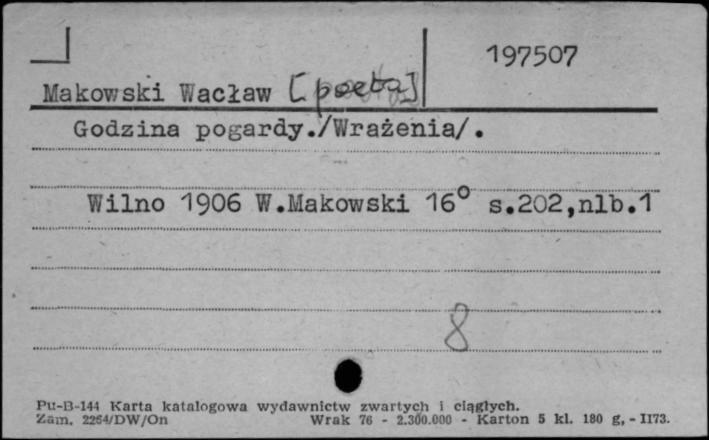 197507
Makowski Wacław [poeta]
Godzina pogardy./Wrażenia/.
Wilno 1906 W.Makowski 16° s.202,nlb.1
8
Pu-B-144 Karta katalogowa wydawnictw zwartych i ciągłych.
Zam. 2264/DW/On Wrak 76 - 2.300.000 - Karton 5 kl. 180 g, - II73.